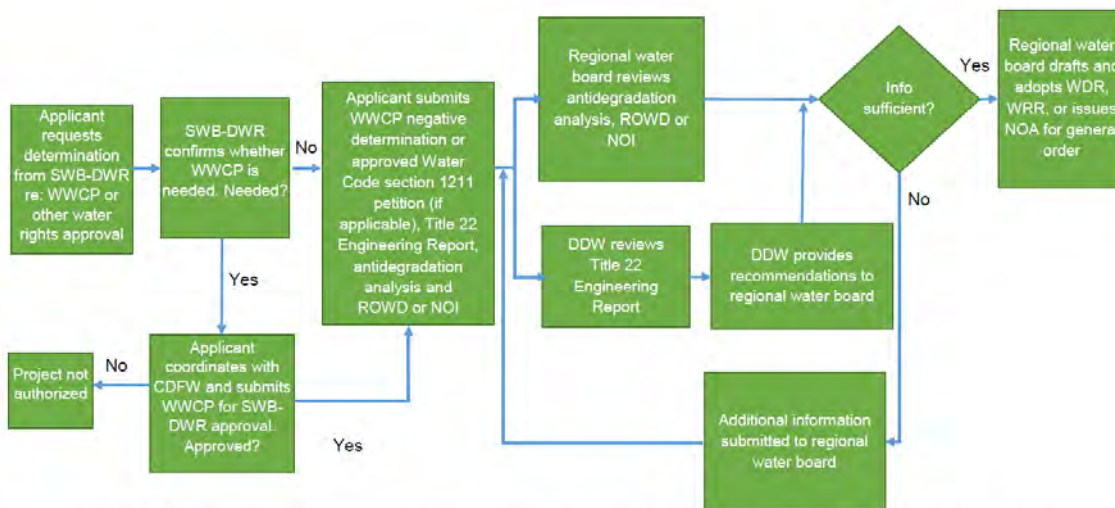 Applicant
requests
determination
from SWB-DWR
re: WWCP or
other water
rights approval
SWB-DWR
confirms whether
WWCP is
needed. Needed?
No
Yes
Applicant
coordinates with
CDFW and submits
WWCP for SWB-
DWR approval.
Approved?
No
Project not
authorized
Yes
Applicant submits
WWCP negative
determination or
approved Water
Code section 1211
petition (if
applicable), Title 22
Engineering Report,
antidegradation
analysis and
ROWD or NOI
Regional water
board reviews
antidegradation
analysis, ROWD or
NOI
DDW reviews
Title 22
Engineering
Report
DDW provides
recommendations to
regional water board
Info
sufficient?
Yes
No
Regional water
board drafts and
adopts WDR,
WRR, or issues
NOA for general
order
Additional information
submitted to regional
water board